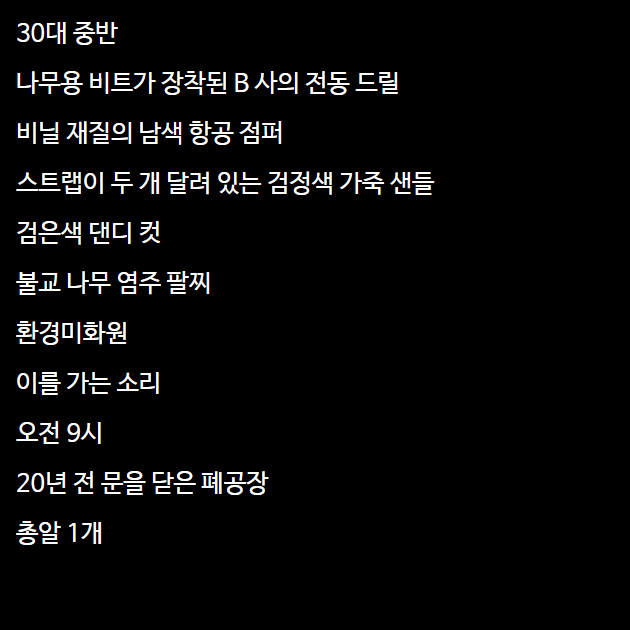 30대 중반
나무용 비트가 장착된 B 사의 전동 드릴
비닐 재질의 남색 항공 점퍼
스트랩이 두 개 달려 있는 검정색 가죽 샌들
검은색 댄디 컷
불교 나무 염주 팔찌
환경미화원
이를 가는 소리
오전 9시
20년 전 문을 닫은 폐공장
총알 1개